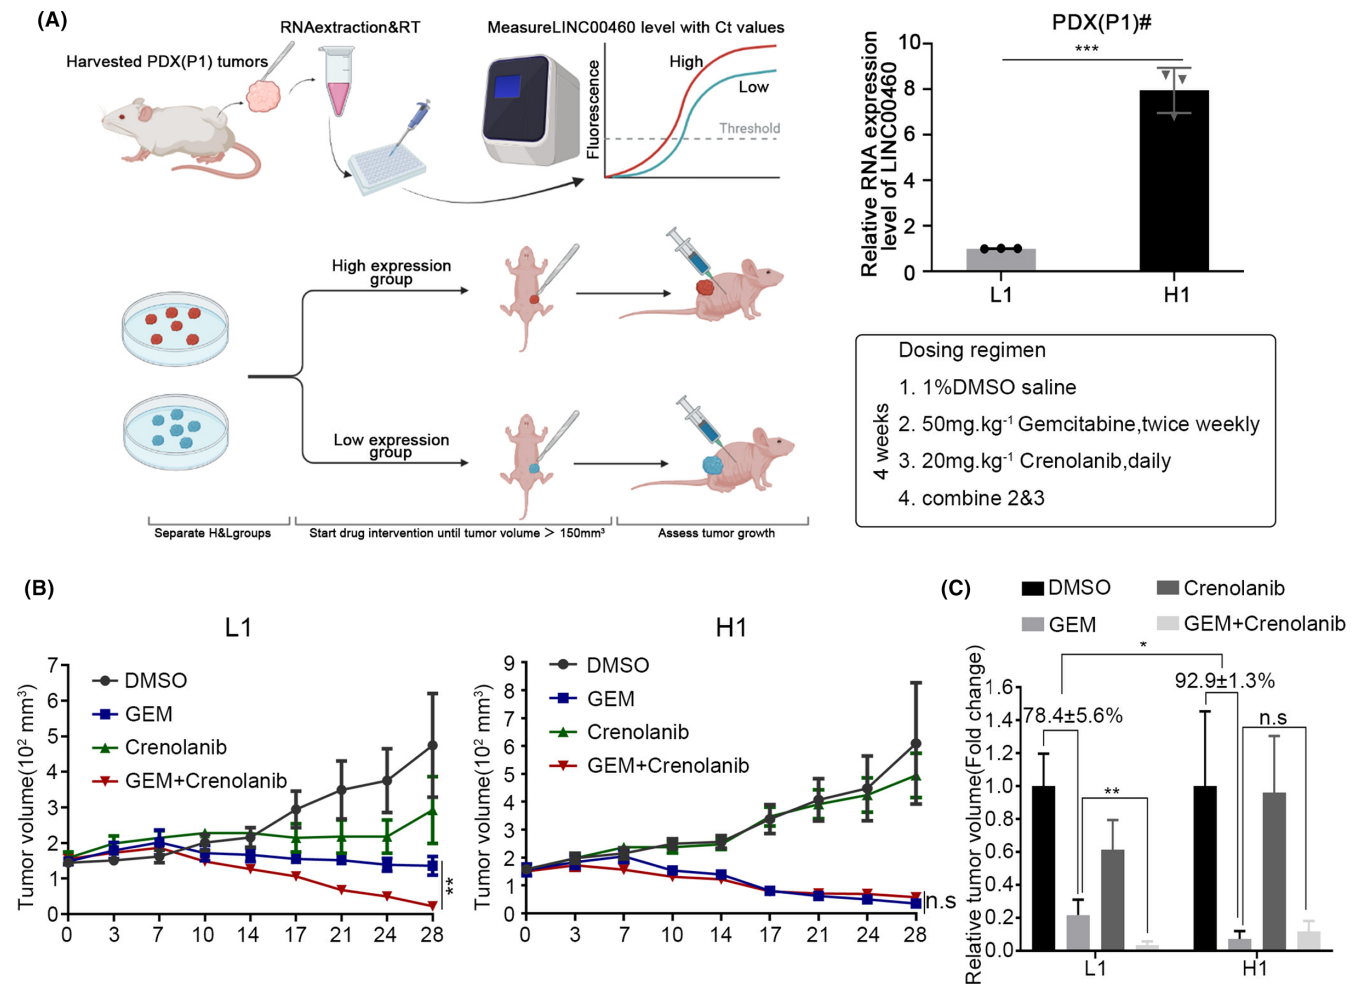 (A)
RNAextraction&RT
MeasureLINC00460 level with Ct values
Harvested PDX(P1) tumors
High
Low
Threshold
Fluorescence
PDX(P1)#
***
Relative RNA expression
level of LINC00460
10
8
6
4
2
0
L1
H1
High expression
group
Low expression
group
Separate H&Lgroups
Start drug intervention until tumor volume > 150mm³
Assess tumor growth
Dosing regimen
4 weeks
1. 1%DMSO saline
2. 50mg.kg⁻¹ Gemcitabine,twice weekly
3. 20mg.kg⁻¹ Crenolanib,daily
4. combine 2&3
(B)
L1
Tumor volume(10² mm³)
7
6
5
4
3
2
1
0
DMSO
GEM
Crenolanib
GEM+Crenolanib
**
0 3 7 10 14 17 21 24 28
H1
Tumor volume(10² mm³)
9
8
7
6
5
4
3
2
1
0
DMSO
GEM
Crenolanib
GEM+Crenolanib
n.s
0 3 7 10 14 17 21 24 28
(C)
DMSO
Crenolanib
GEM
GEM+Crenolanib
Relative tumor volume(Fold change)
*
92.9±1.3%
78.4±5.6%
n.s
**
1.6
1.4
1.2
1.0
0.8
0.6
0.4
0.2
0.0
L1
H1